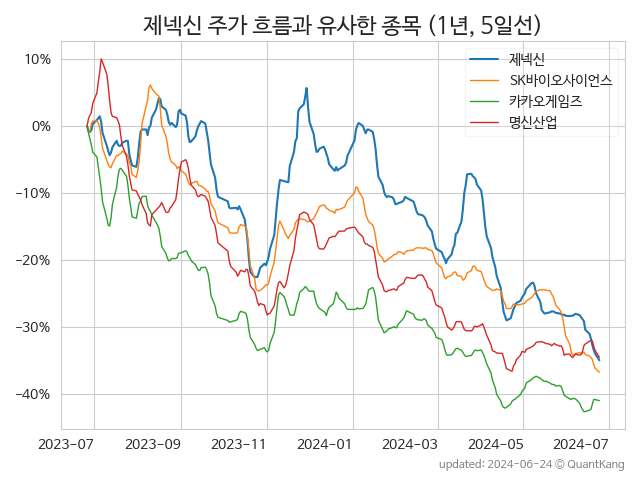 제넥신 주가 흐름과 유사한 종목 (1년, 5일선)
제넥신
SK바이오사이언스
카카오게임즈
명신산업
10%
0%
−10%
−20%
−30%
−40%
2023-07
2023-09
2023-11
2024-01
2024-03
2024-05
2024-07
updated: 2024-06-24 © QuantKang